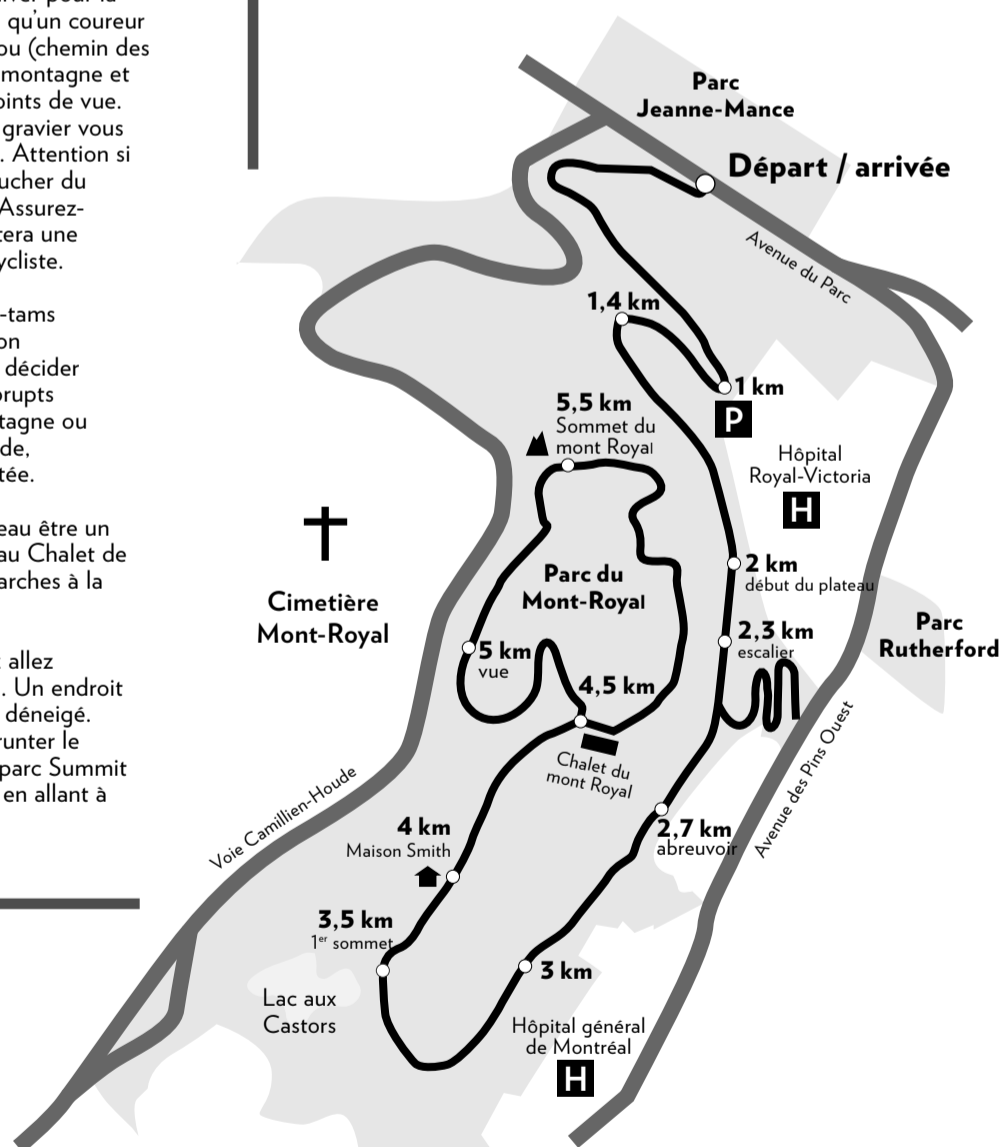 qu'un coureur
ou (chemin des
montagne et
oints de vue.
gravier vous
. Attention si
ucher du
Assurez-
tera une
ycliste.
-tams
on
décider
orupts
tagne ou
de,
tée.
eau être un
au Chalet de
arches à la
allez
. Un endroit
déneigé.
runter le
parc Summit
en allant à
Parc
Jeanne-Mance
Départ / arrivée
Avenue du Parc
1,4 km
1 km
P
5,5 km
Sommet du
mont Royal
Hôpital
Royal-Victoria
H
2 km
début du plateau
Parc du
Mont-Royal
Cimetière
Mont-Royal
2,3 km
escalier
Parc
Rutherford
5 km
vue
4,5 km
Chalet du
mont Royal
Avenue des Pins Ouest
Voie Camillien-Houde
4 km
Maison Smith
2,7 km
abreuvoir
3,5 km
1er sommet
3 km
Lac aux
Castors
Hôpital général
de Montréal
H